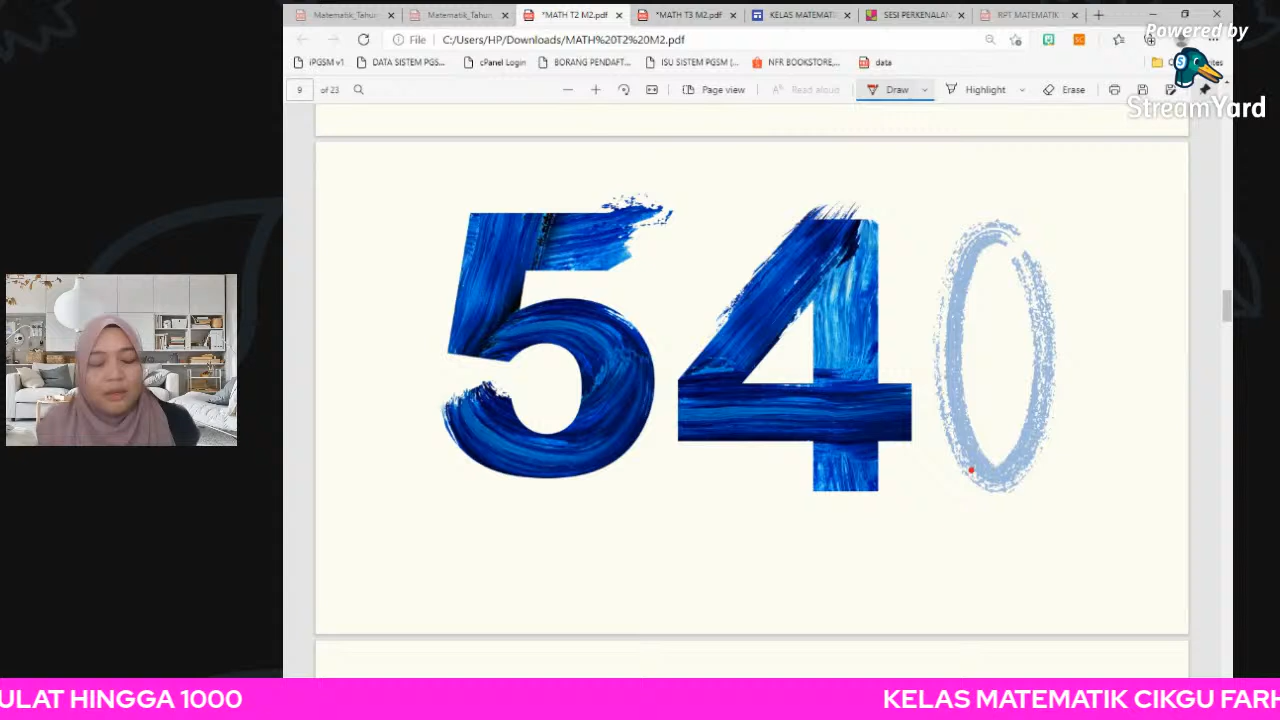 Matematik_Tahun
Matematik_Tahun
*MATH T2 M2.pdf
*MATH T3 M2.pdf
KELAS MATEMATI
SESI PERKENALAN
RPT MATEMATIK
Powered by
StreamYard
File
C:/Users/HP/Downloads/MATH%20T2%20M2.pdf
iPGSM v1
DATA SISTEM PGS...
cPanel Login
BORANG PENDAFT...
ISU SISTEM PGSM (...
NFR BOOKSTORE,...
data
9 of 23
Page view
Read aloud
Draw
Highlight
Erase
540
ULAT HINGGA 1000
KELAS MATEMATIK CIKGU FARH